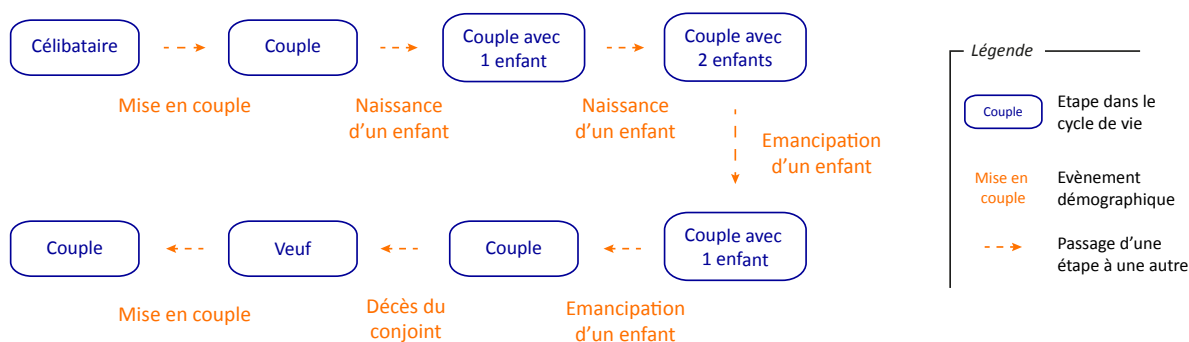 Célibataire
Couple
Couple avec
1 enfant
Couple avec
2 enfants
Mise en couple
Naissance
d'un enfant
Naissance
d'un enfant
Emancipation
d'un enfant
Couple
Veuf
Couple
Couple avec
1 enfant
Mise en couple
Décès du
conjoint
Emancipation
d'un enfant
Légende
Couple
Etape dans le
cycle de vie
Mise en
couple
Evènement
démographique
Passage d'une
étape à une autre